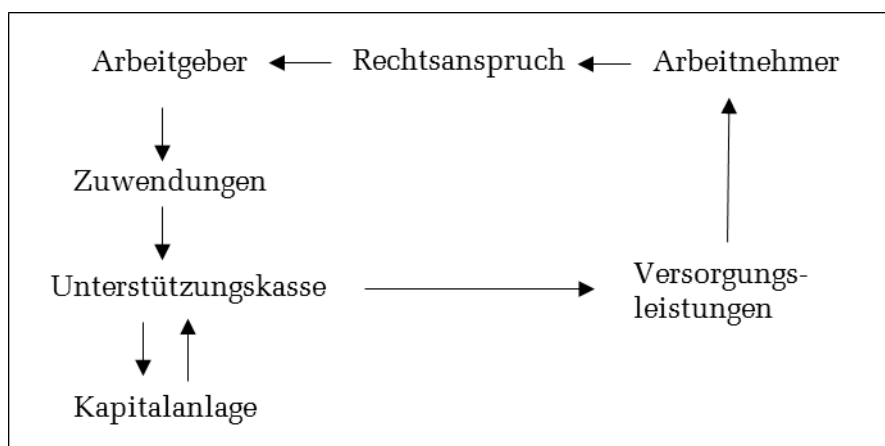 Arbeitgeber
Rechtsanspruch
Arbeitnehmer
Zuwendungen
Unterstützungskasse
Versorgungs-
leistungen
Kapitalanlage